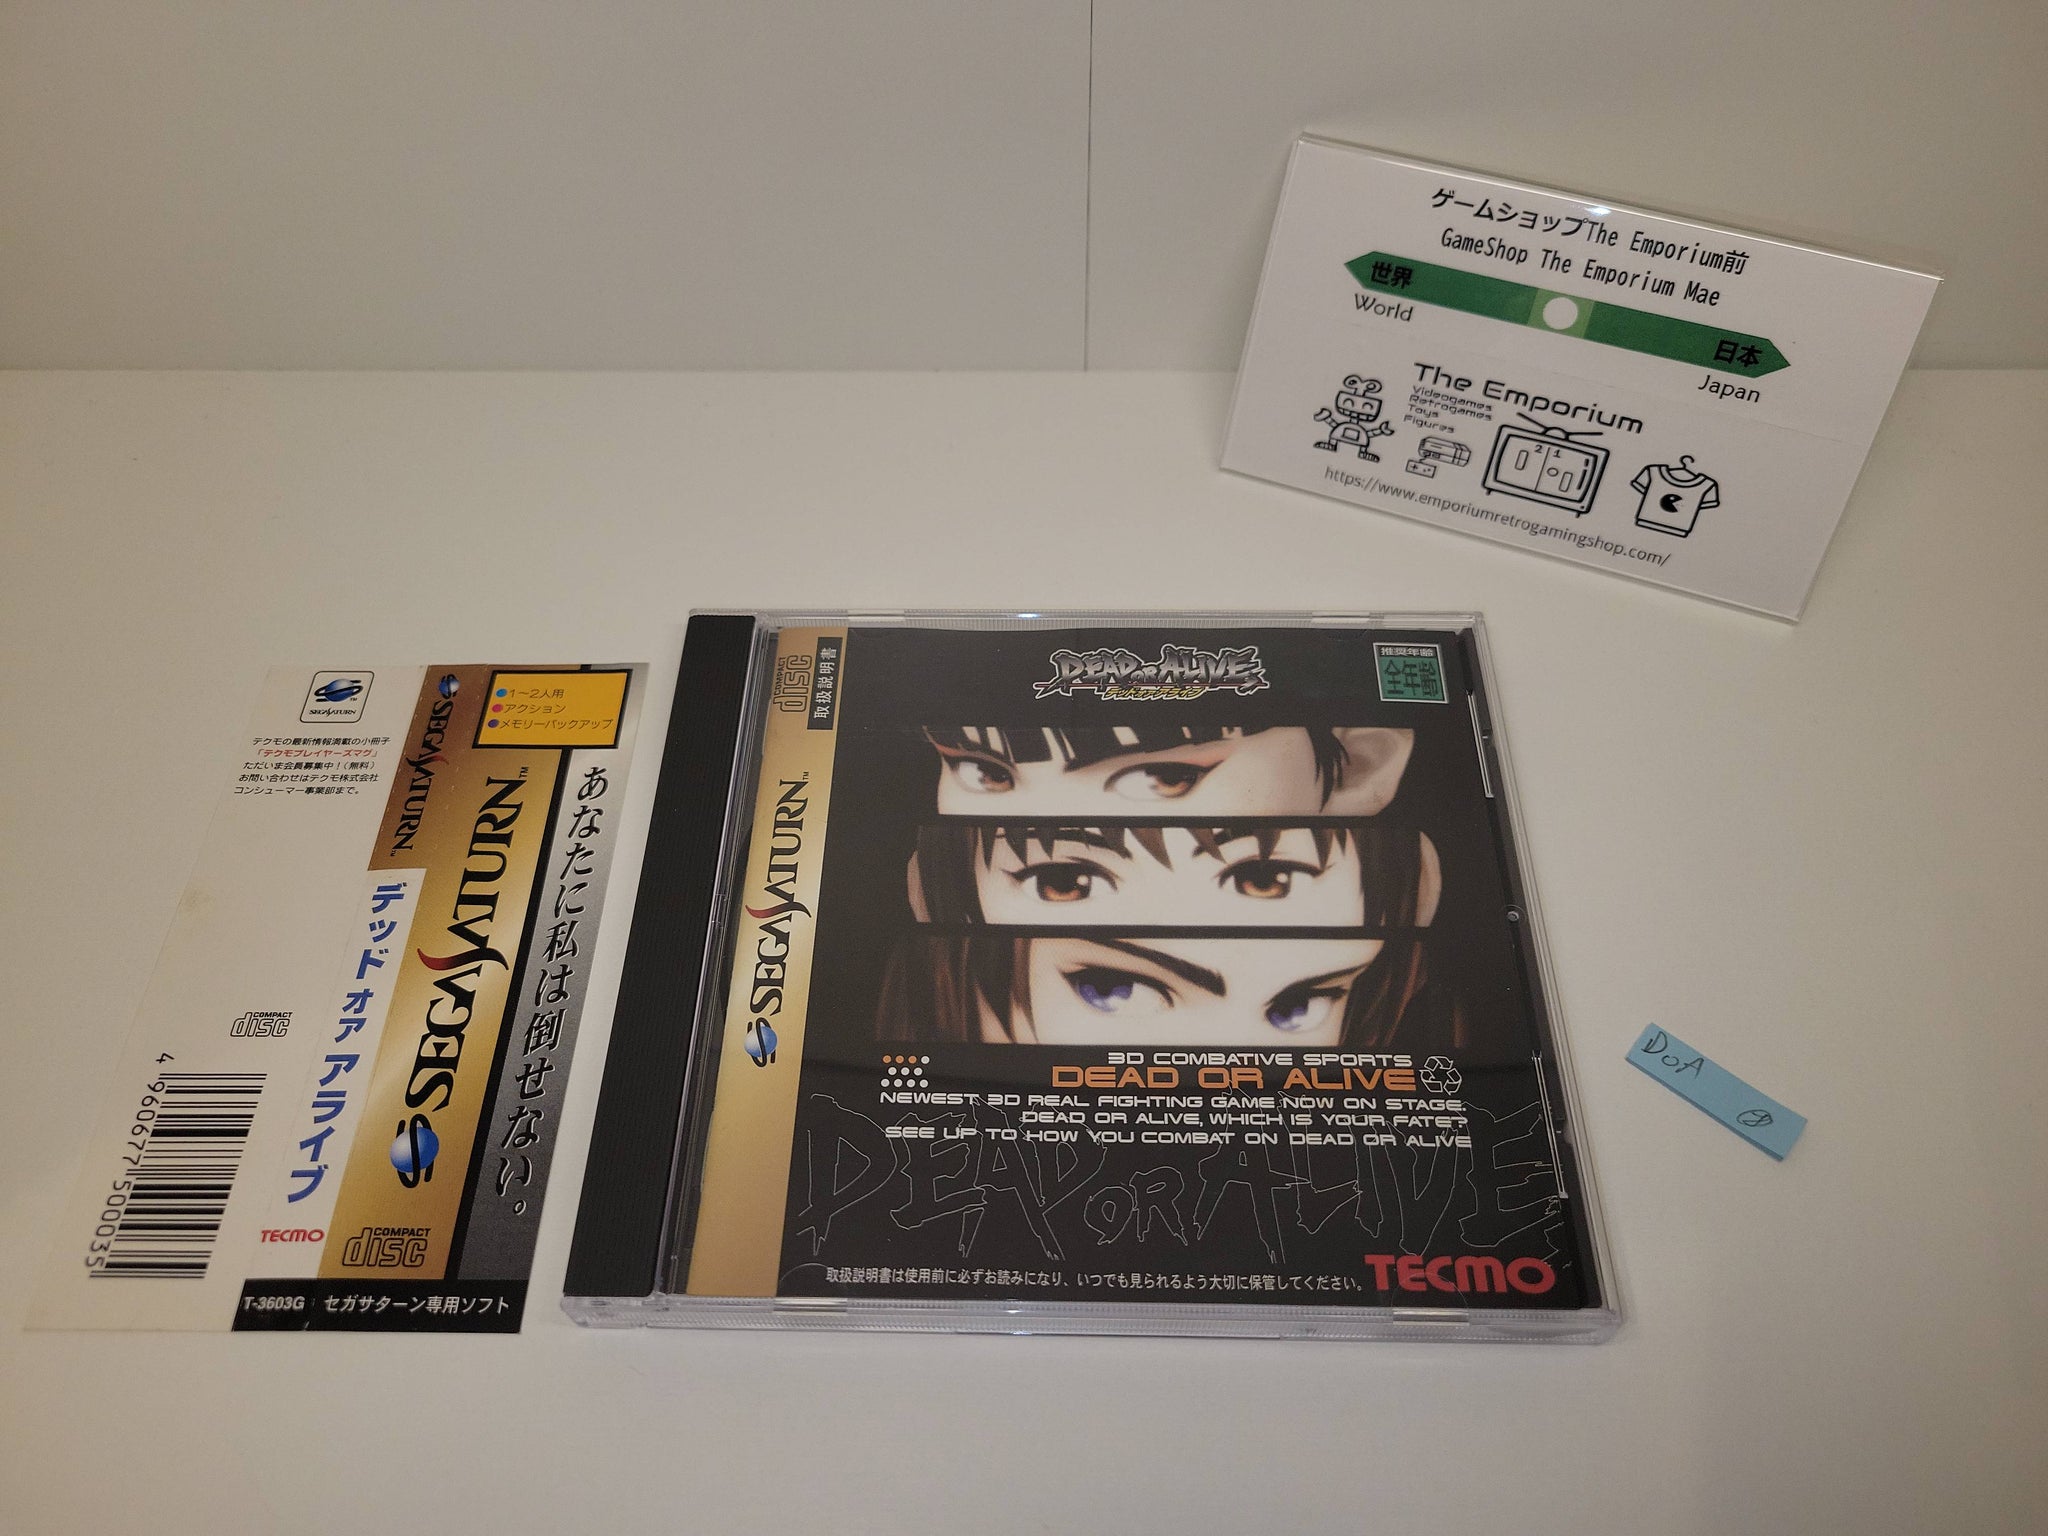 ゲームショップThe Emporium前
GameShop The Emporium Mae
世界
日本
World
Japan
The Emporium
Videogames
Retrogames
Toys
Figures
2 1
https://www.emporiumretrogamingshop.com/
SEGA SATURN
TM
テクモの最新情報満載の小冊子
「テクモプレイヤーズマグ」
ただいま会員募集中!(無料)
お問い合わせはテクモ株式会社
コンシューマー事業部まで。
COMPACT
disc
4 960677 500035
SEGA SATURN
TM
デッド オア アライブ
TECMO
1〜2人用
アクション
メモリーバックアップ
SEGA SATURN
TM
COMPACT
disc
あなたに私は倒せない。
T-3603G
セガサターン専用ソフト
COMPACT
disc
取扱説明書
SEGA SATURN
TM
DEAD OR ALIVE
デッド オア アライブ
推奨年齢
全年齢
3D COMBATIVE SPORTS
DEAD OR ALIVE
NEWEST 3D REAL FIGHTING GAME NOW ON STAGE.
DEAD OR ALIVE, WHICH IS YOUR FATE?
SEE UP TO HOW YOU COMBAT ON DEAD OR ALIVE
DEAD OR ALIVE
取扱説明書は使用前に必ずお読みになり、いつでも見られるよう大切に保管してください。
TECMO
DOA